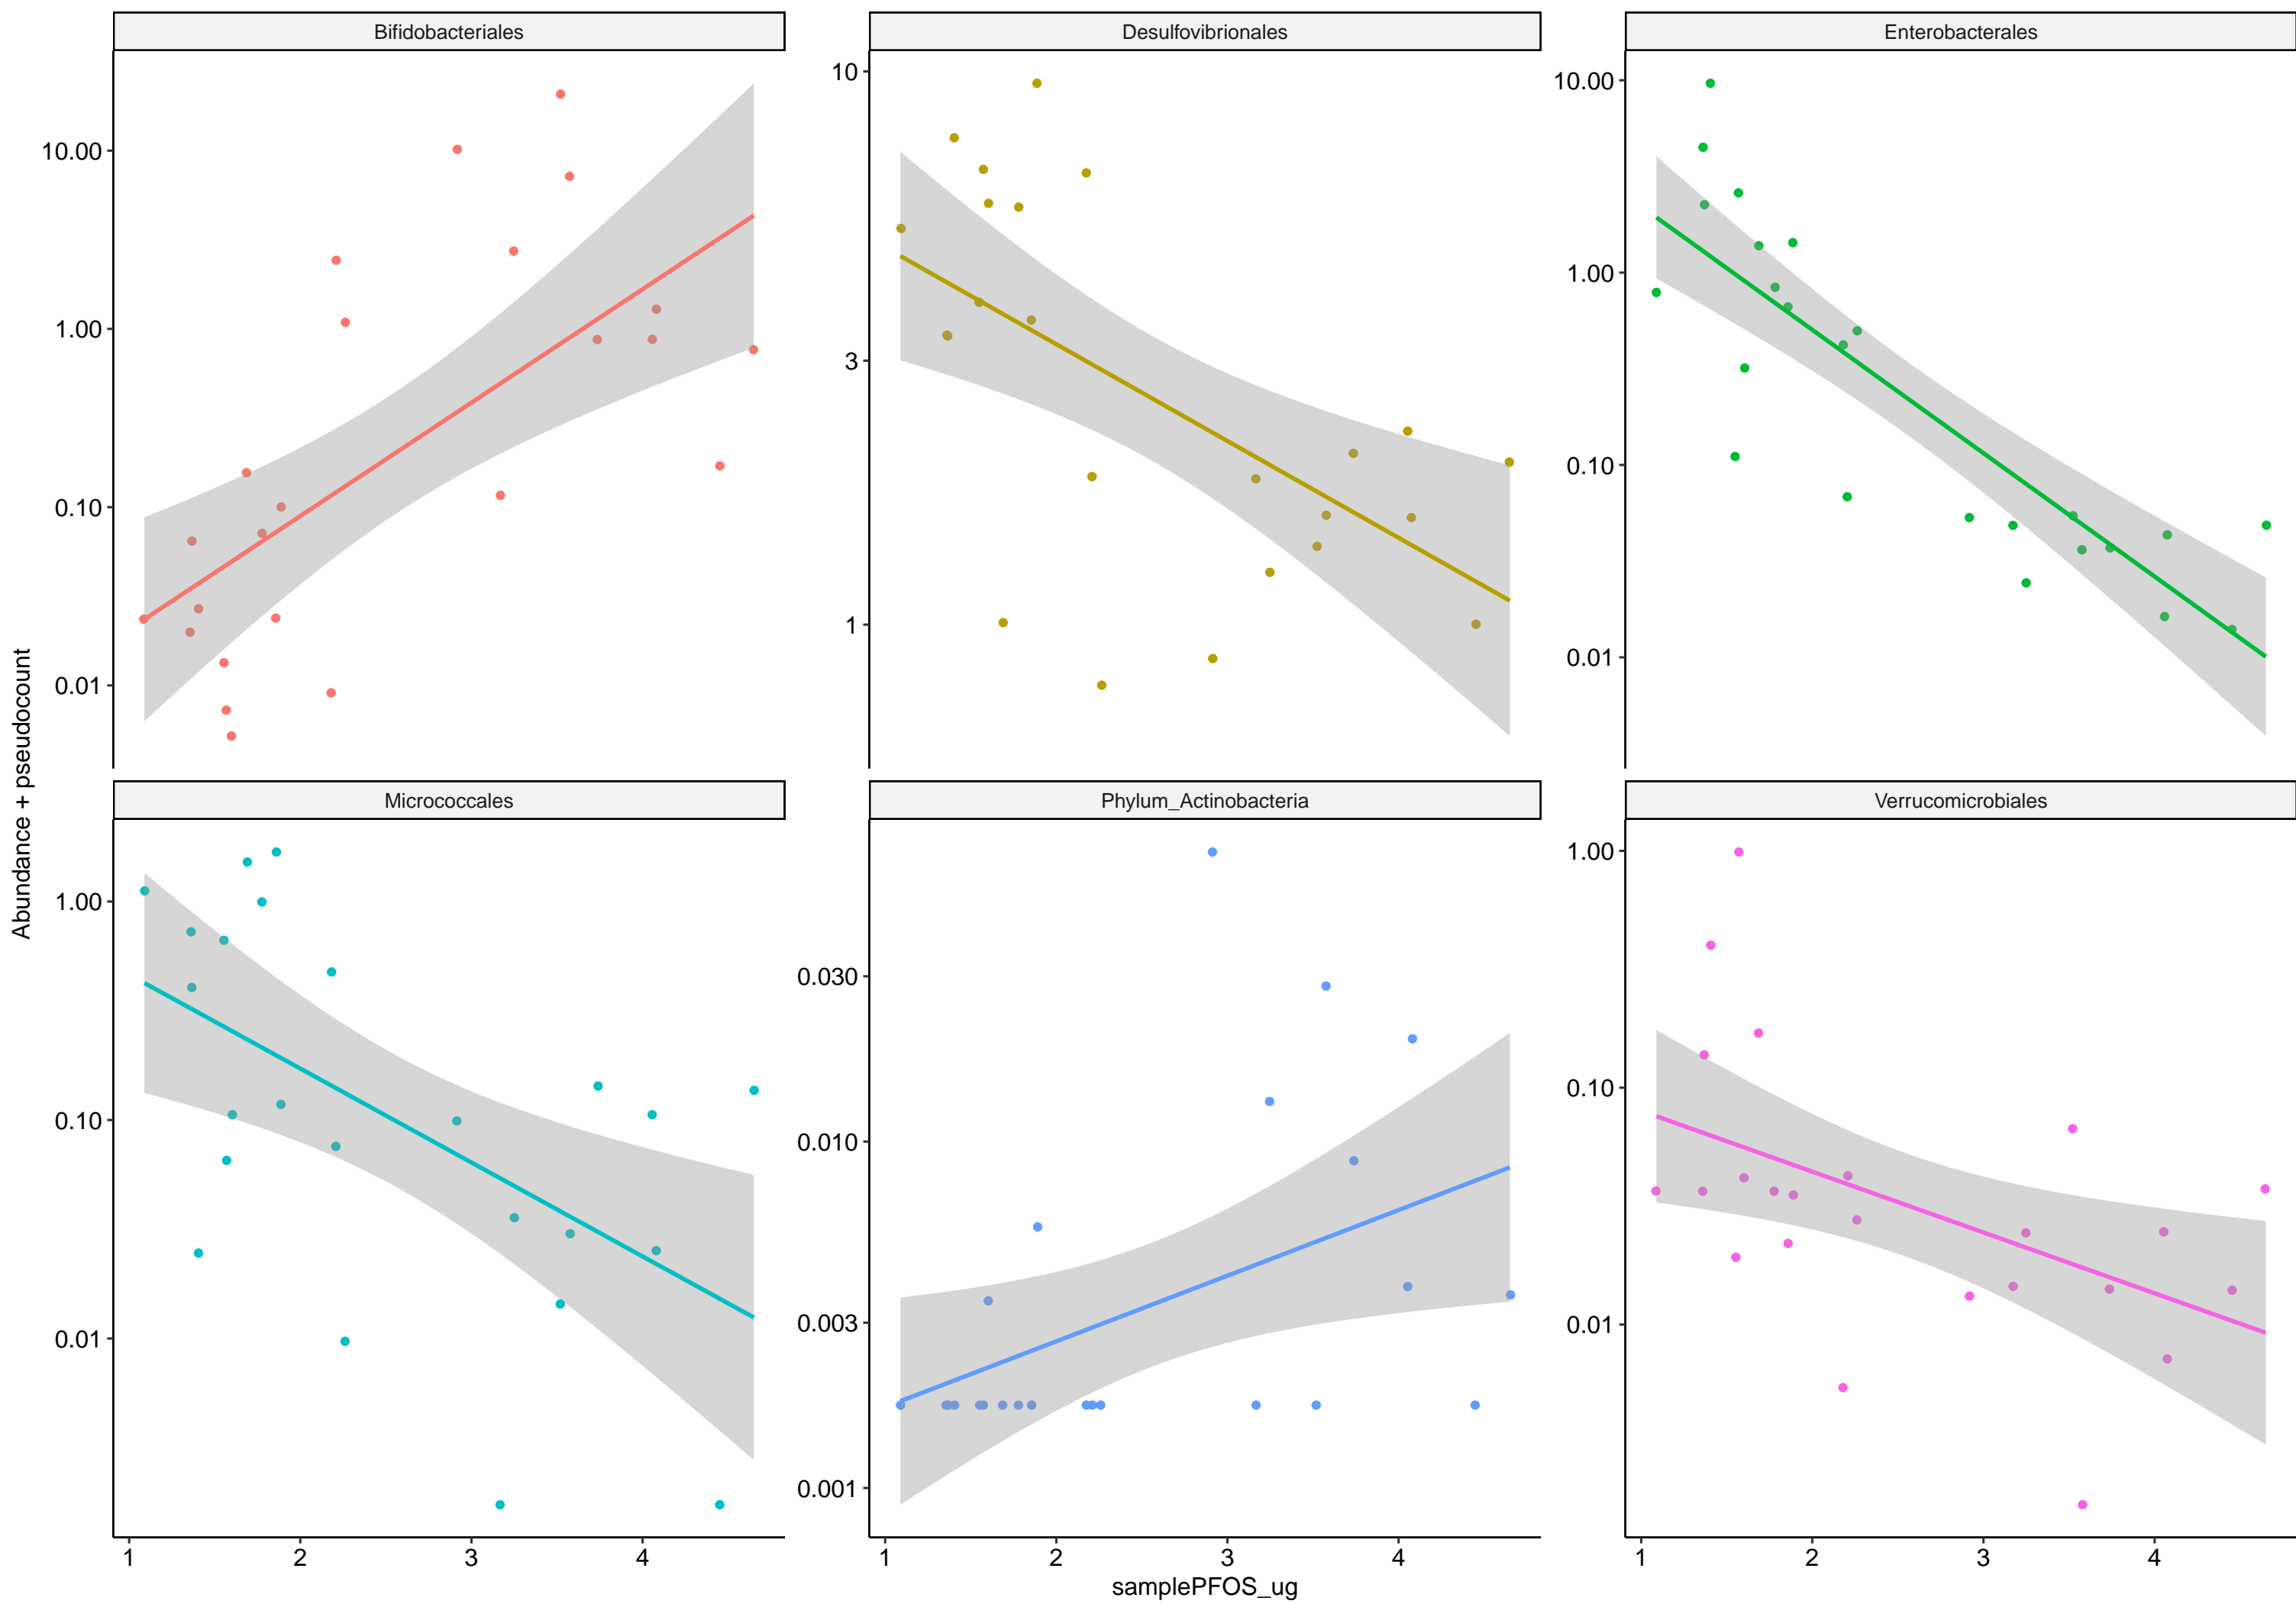 Bifidobacteriales
Desulfovibrionales
Enterobacterales
10.00
1.00
0.10
0.01
10
3
1
10.00
1.00
0.10
0.01
Abundance + pseudocount
Micrococcales
Phylum_Actinobacteria
Verrucomicrobiales
1.00
0.10
0.01
0.030
0.010
0.003
0.001
1.00
0.10
0.01
1 2 3 4
1 2 3 4
1 2 3 4
samplePFOS_ug